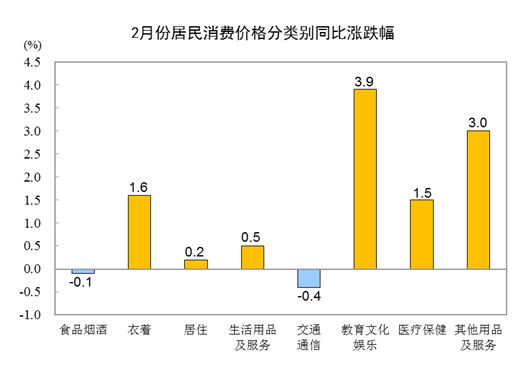 2月份居民消费价格分类别同比涨跌幅
(%)
4.5
4.0
3.5
3.0
2.5
2.0
1.5
1.0
0.5
0.0
-0.5
-1.0
-0.1
1.6
0.2
0.5
-0.4
3.9
1.5
3.0
食品烟酒
衣着
居住
生活用品
及服务
交通
通信
教育文化
娱乐
医疗保健
其他用品
及服务